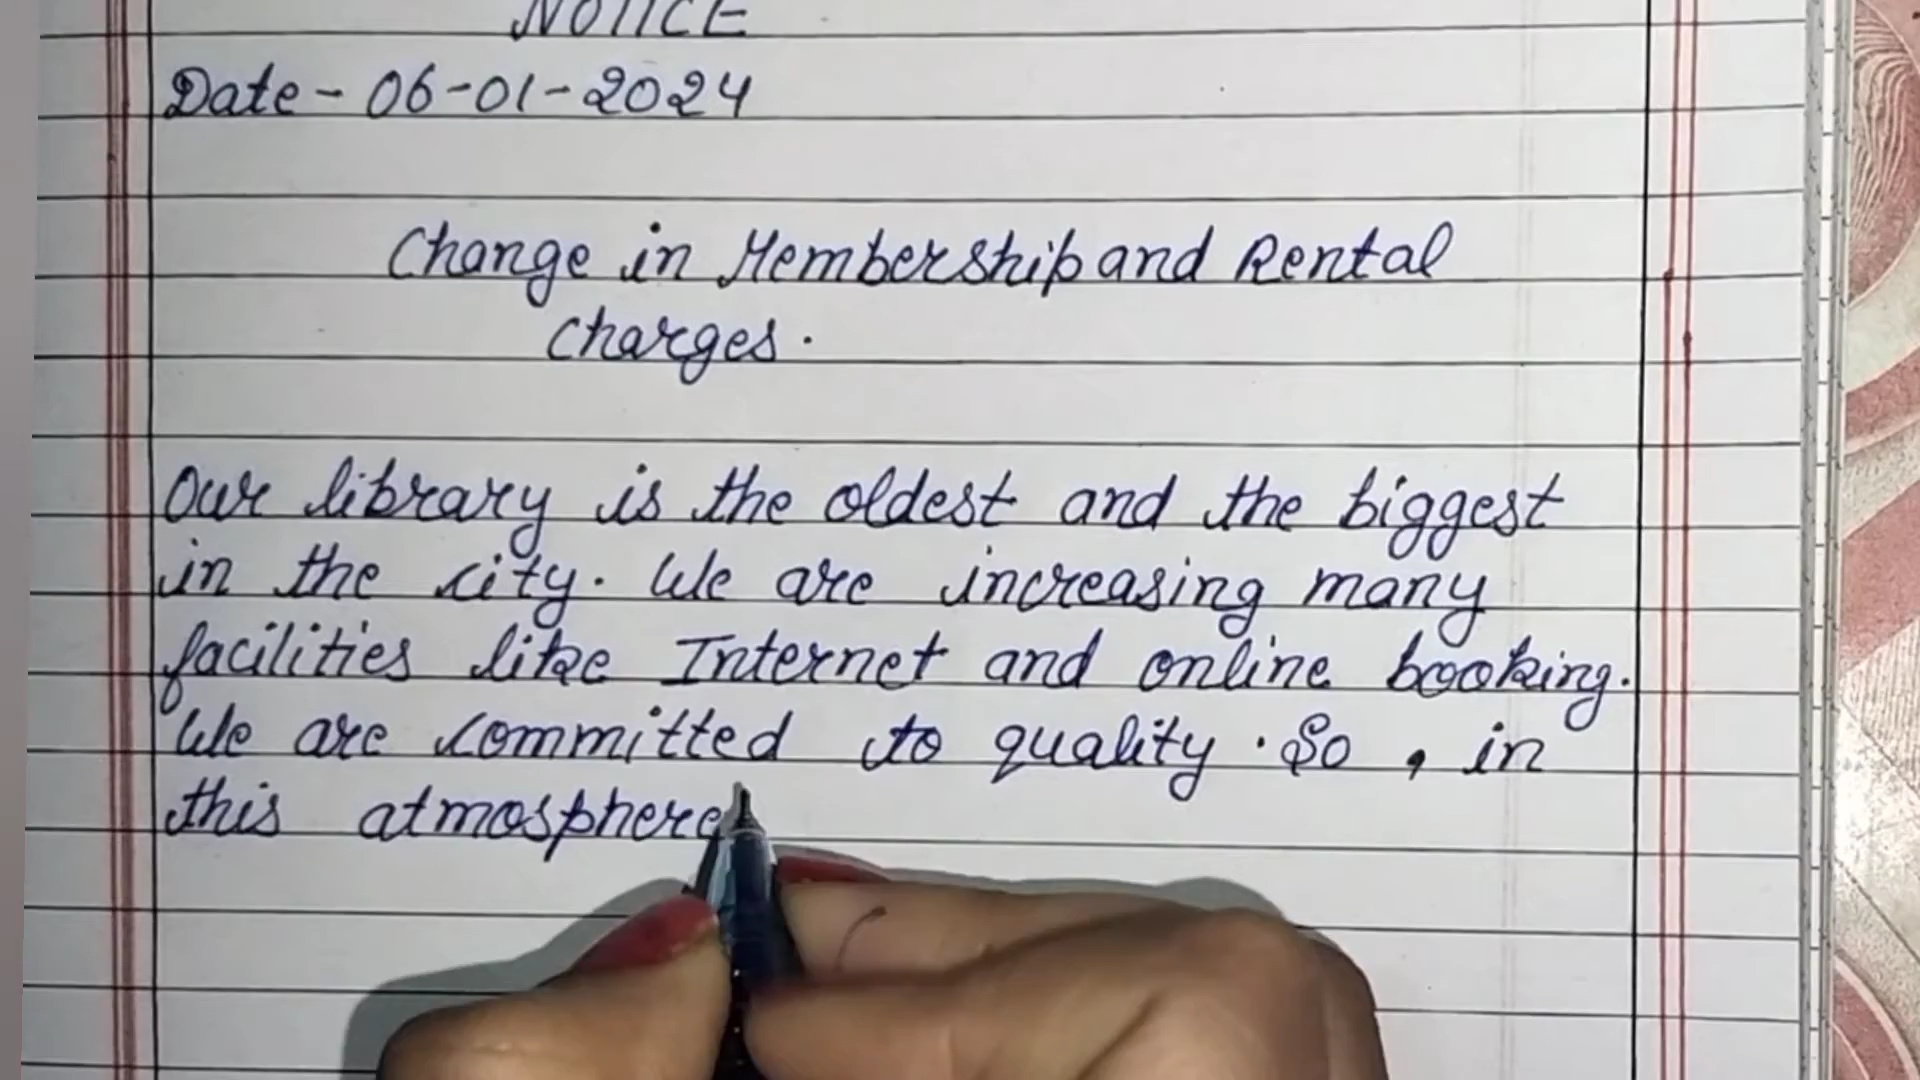 NOTICE
Date - 06-01-2024
Change in Membership and Rental
Charges.
Our library is the oldest and the biggest
in the city. We are increasing many
facilities like Internet and online booking.
We are committed to quality. So, in
this atmosphere